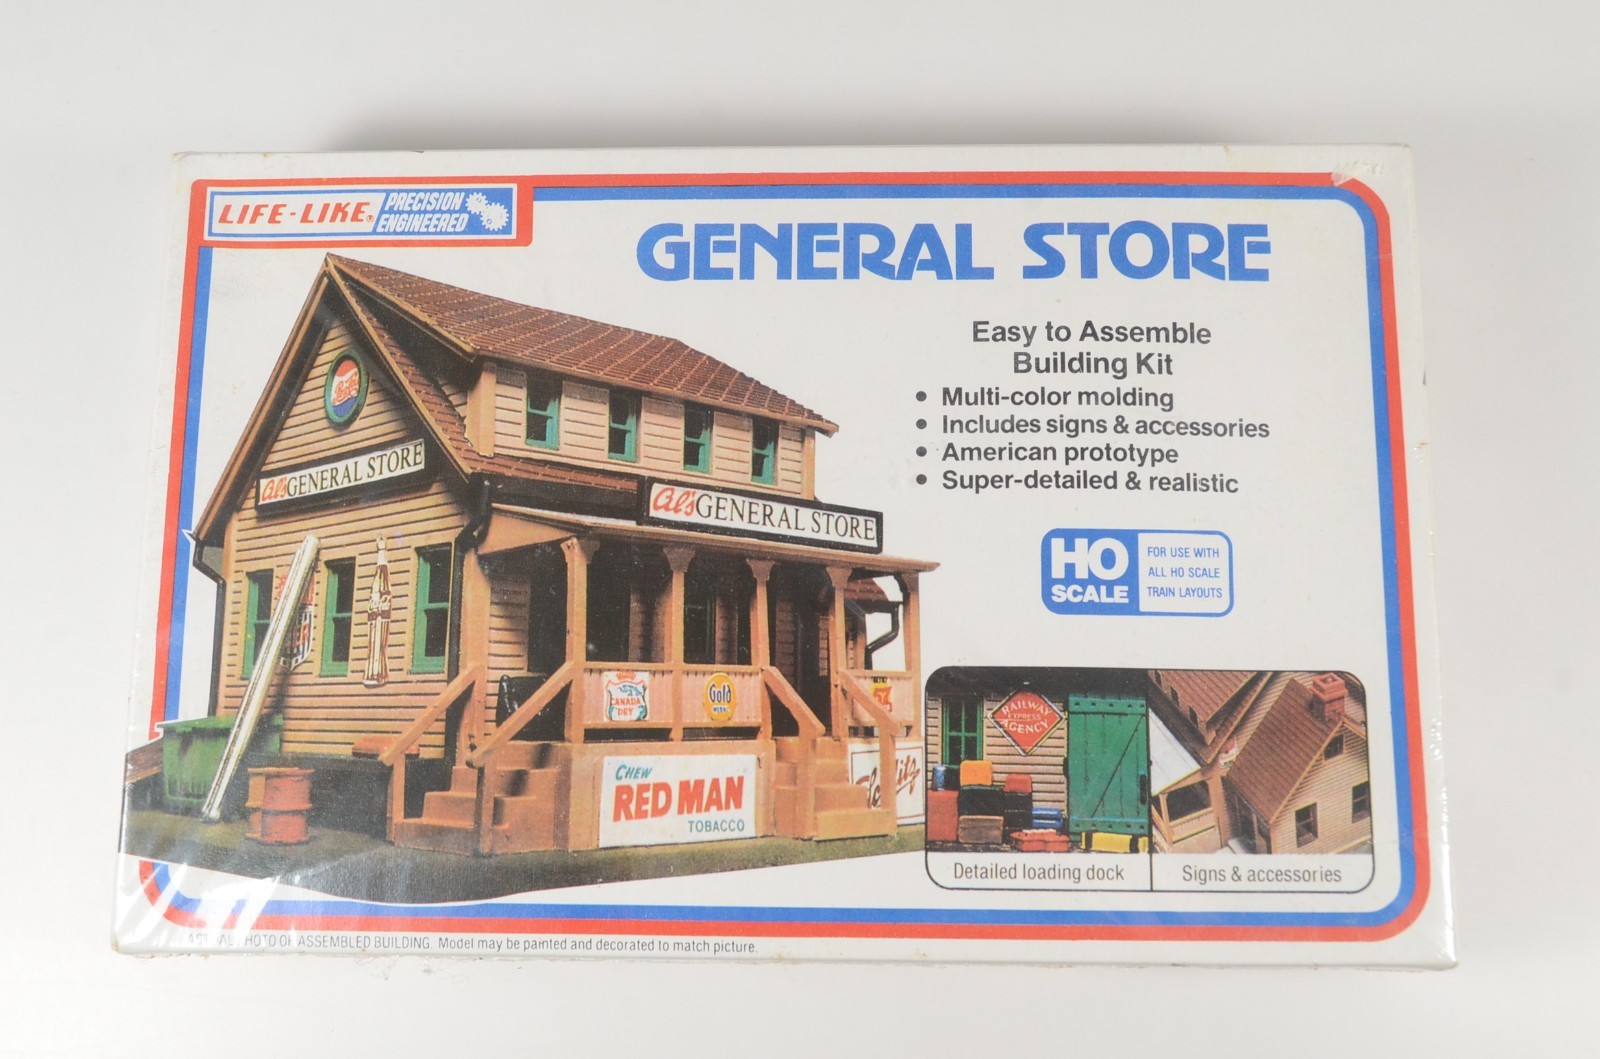 LIFE-LIKE® PRECISION
ENGINEERED
GENERAL STORE
Easy to Assemble
Building Kit
• Multi-color molding
• Includes signs & accessories
• American prototype
• Super-detailed & realistic
HO
SCALE
FOR USE WITH
ALL HO SCALE
TRAIN LAYOUTS
Al's GENERAL STORE
Al's GENERAL STORE
CANADA
DRY
Gold
CHEW
RED MAN
TOBACCO
RAILWAY
EXPRESS
AGENCY
Detailed loading dock
Signs & accessories
OF ASSEMBLED BUILDING. Model may be painted and decorated to match picture.